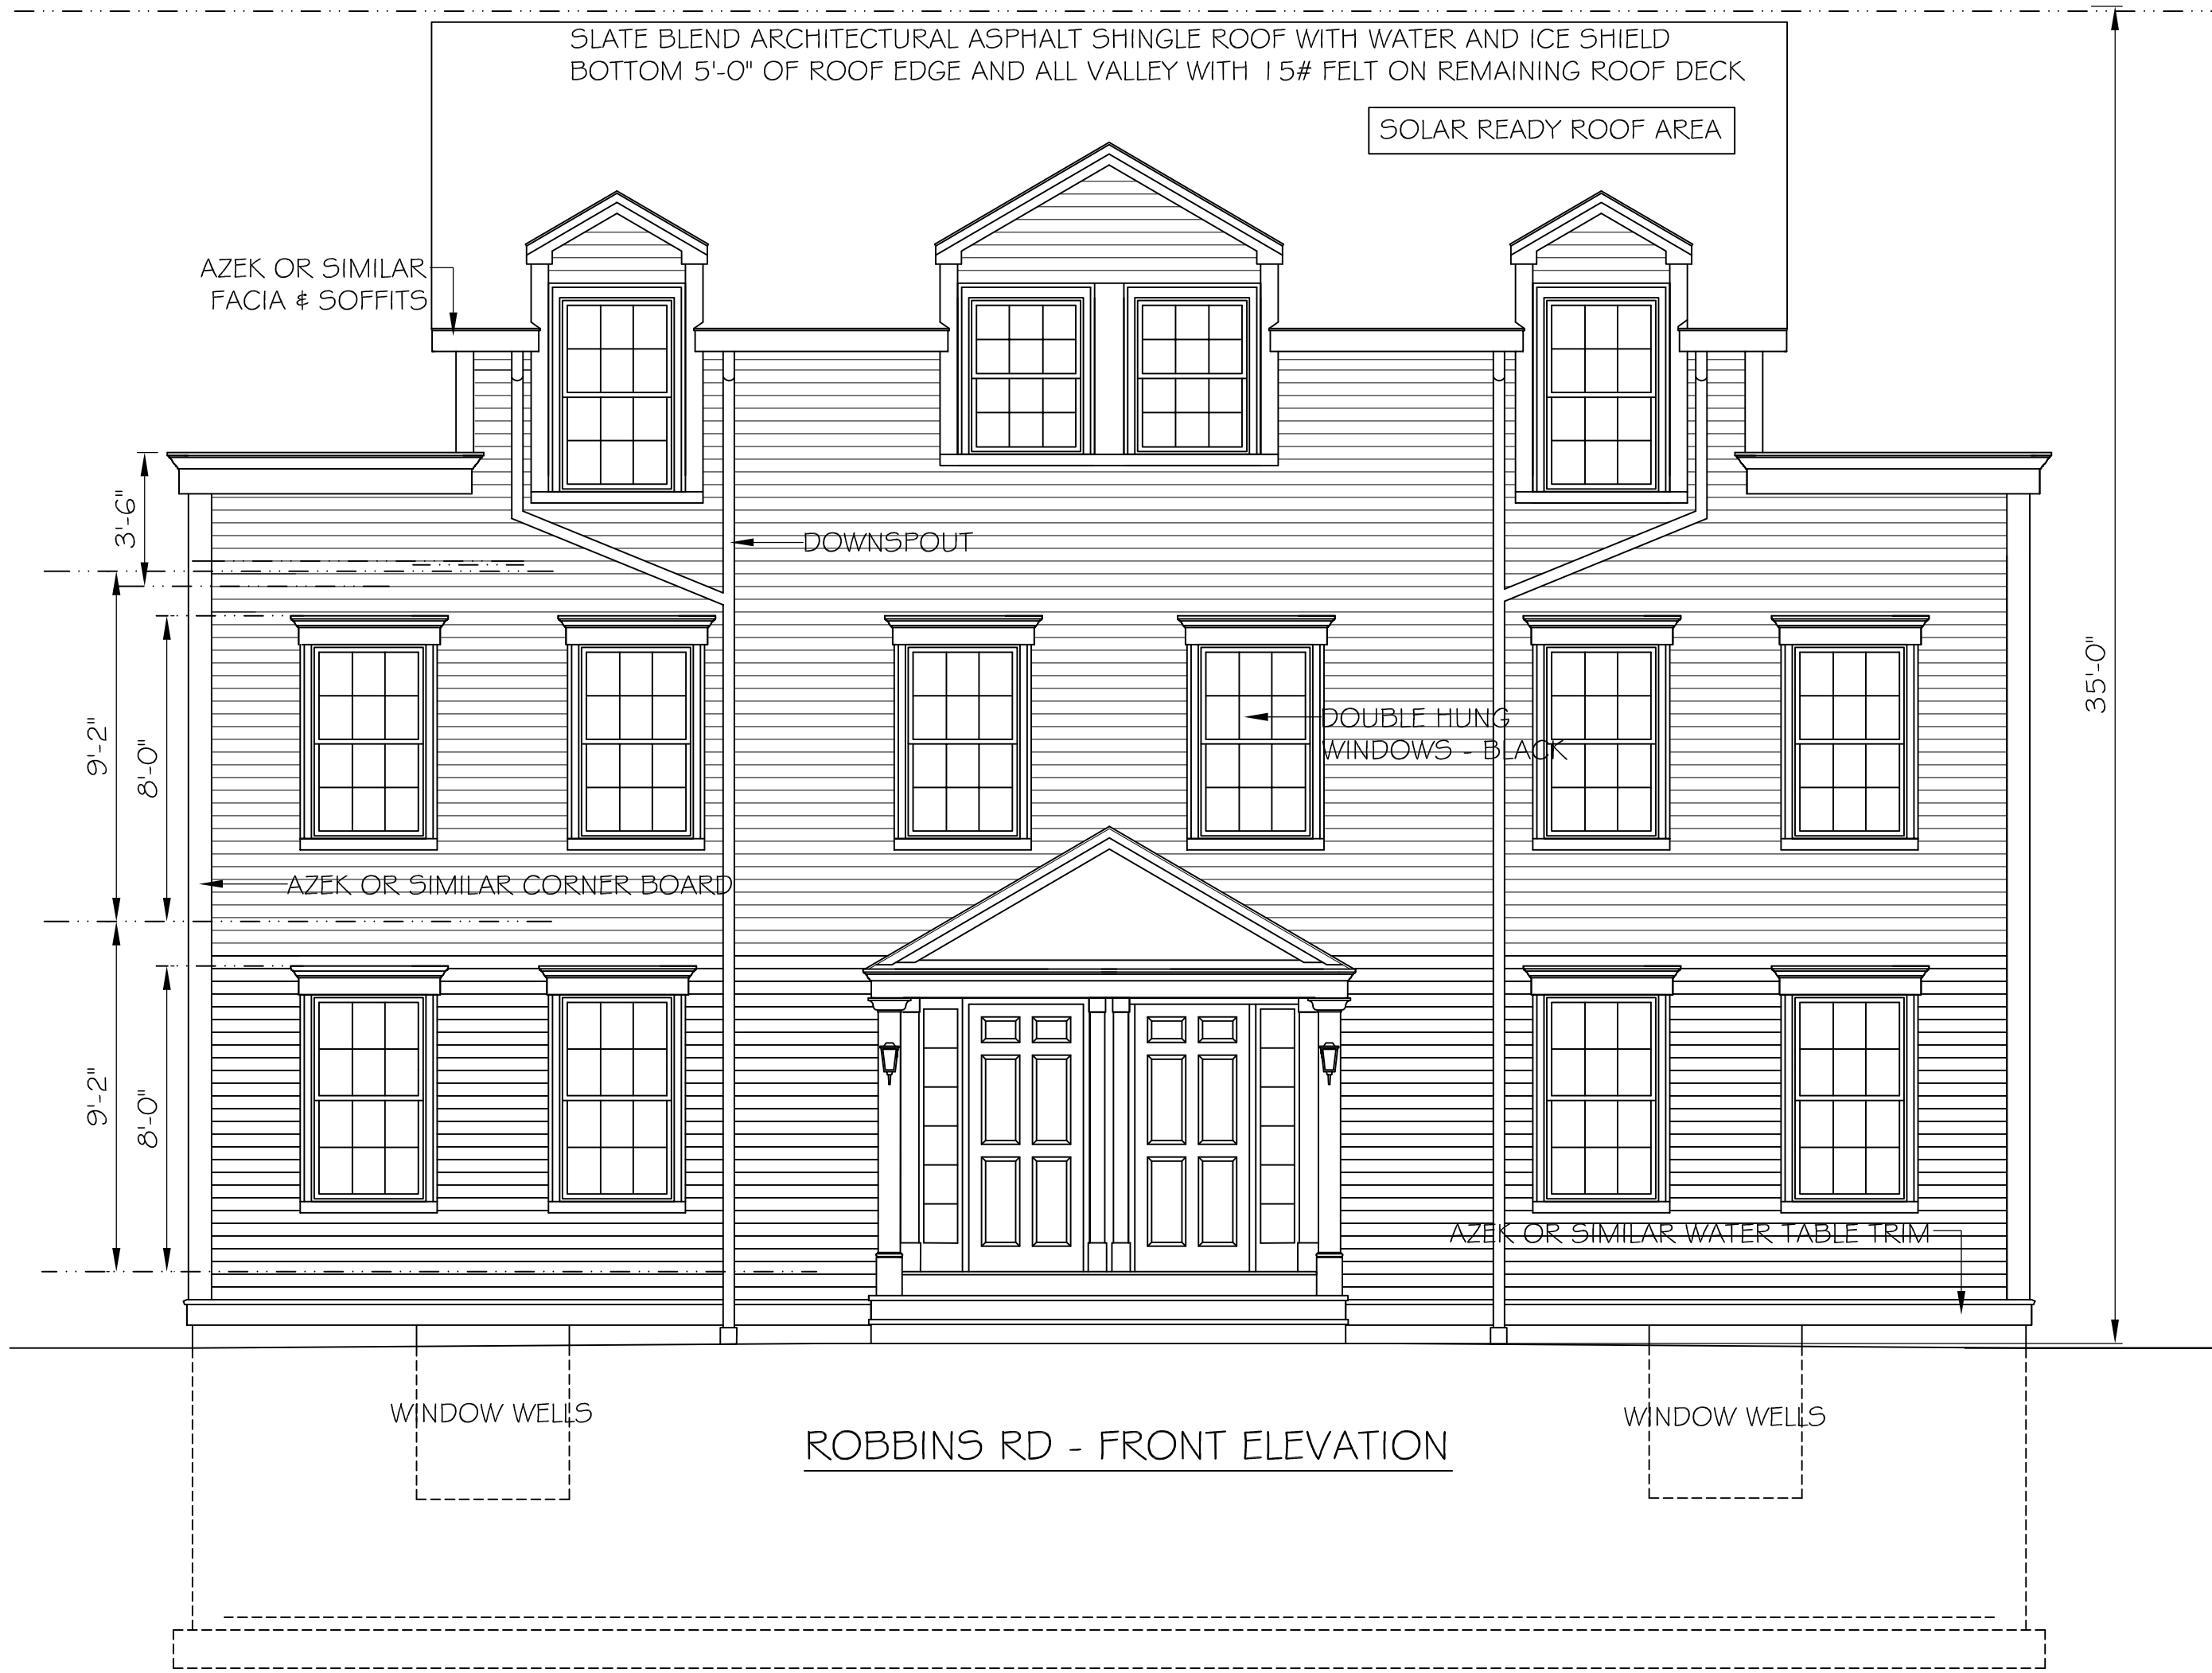 SLATE BLEND ARCHITECTURAL ASPHALT SHINGLE ROOF WITH WATER AND ICE SHIELD
BOTTOM 5'-0" OF ROOF EDGE AND ALL VALLEY WITH 15# FELT ON REMAINING ROOF DECK
SOLAR READY ROOF AREA
AZEK OR SIMILAR
FACIA & SOFFITS
3'-6"
DOWNSPOUT
35'-0"
9'-2"
8'-0"
DOUBLE HUNG
WINDOWS - BLACK
AZEK OR SIMILAR CORNER BOARD
9'-2"
8'-0"
AZEK OR SIMILAR WATER TABLE TRIM
WINDOW WELLS
WINDOW WELLS
ROBBINS RD - FRONT ELEVATION